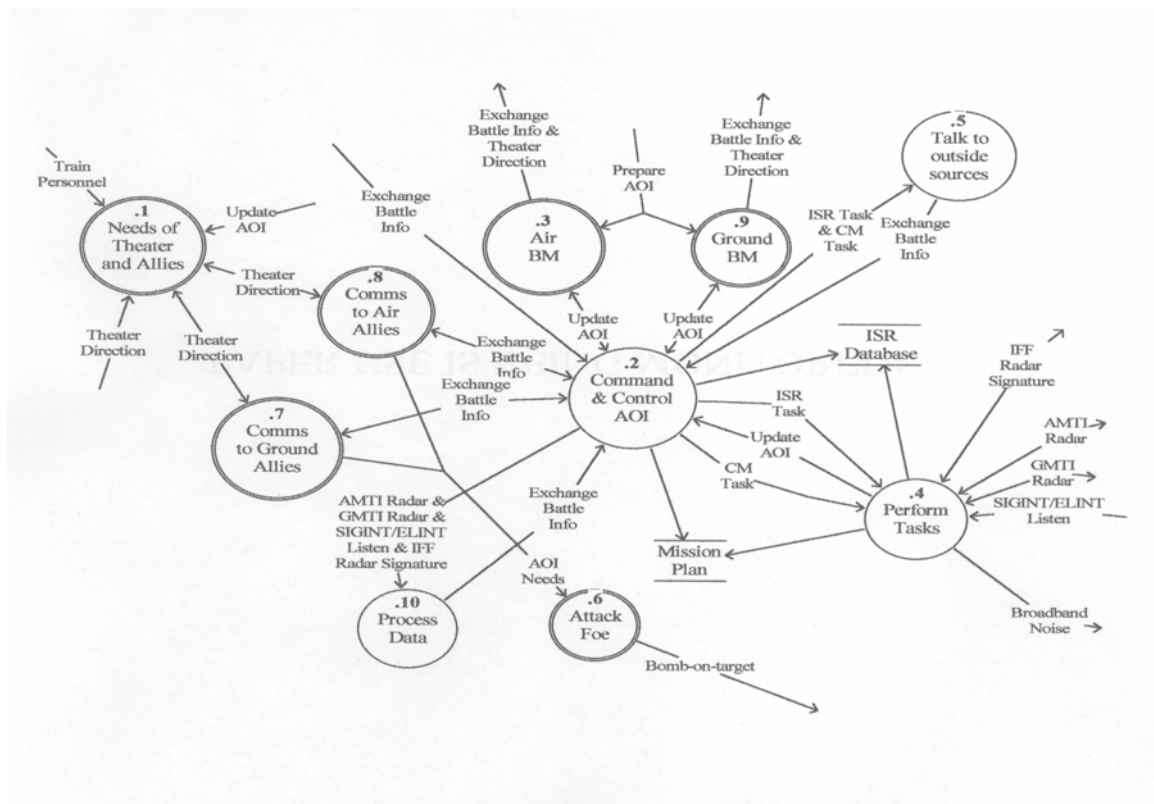 Train
Personnel
.1
Needs of
Theater
and Allies
Update
AOI
Exchange
Battle
Info
Exchange
Battle Info &
Theater
Direction
Prepare
AOI
Exchange
Battle Info &
Theater
Direction
.5
Talk to
outside
sources
.3
Air
BM
.9
Ground
BM
ISR Task
& CM
Task
Exchange
Battle
Info
Theater
Direction
.8
Comms
to Air
Allies
Update
AOI
Update
AOI
Theater
Direction
Theater
Direction
Exchange
Battle
Info
Exchange
Battle
Info
.2
Command
& Control
AOI
ISR
Database
IFF
Radar
Signature
.7
Comms
to Ground
Allies
ISR
Task
Update
AOI
CM
Task
AMTI
Radar
GMTI
Radar
SIGINT/ELINT
Listen
.4
Perform
Tasks
AMTI Radar &
GMTI Radar &
SIGINT/ELINT
Listen & IFF
Radar Signature
Exchange
Battle
Info
Mission
Plan
AOI
Needs
.10
Process
Data
.6
Attack
Foe
Bomb-on-target
Broadband
Noise